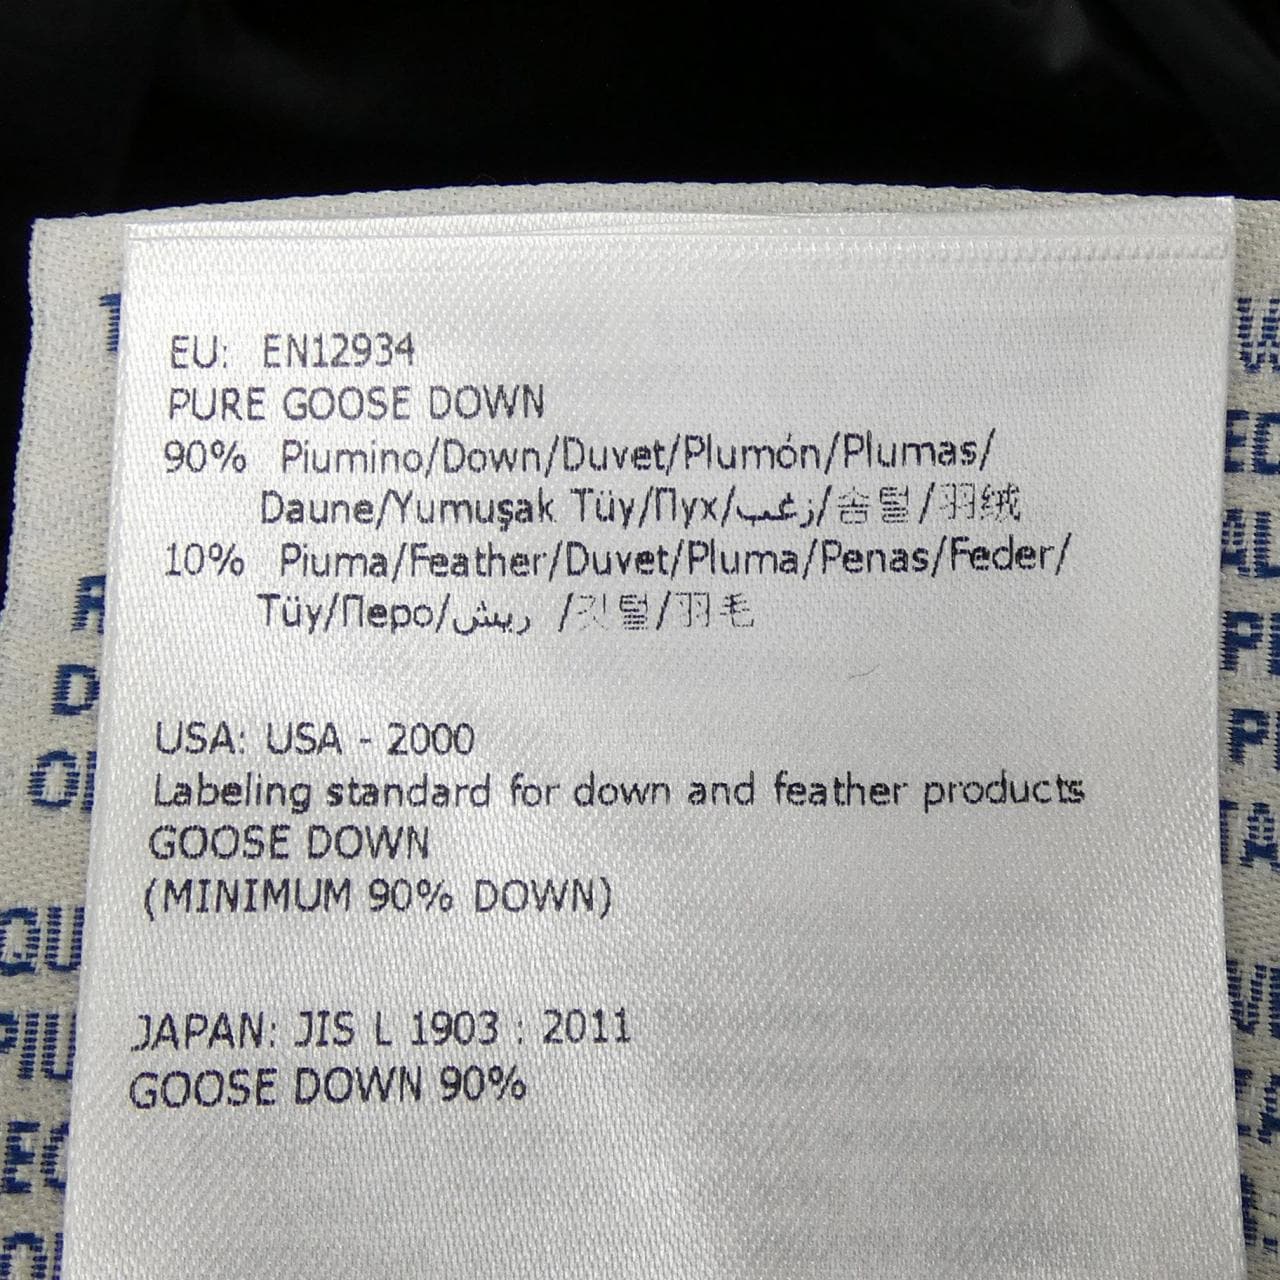 EU: EN12934
PURE GOOSE DOWN
90% Piumino/Down/Duvet/Plumón/Plumas/
Daune/Yumuşak Tüy/Пух/زغب/솜털/羽绒
10% Piuma/Feather/Duvet/Pluma/Penas/Feder/
Tüy/Перо/ريش /깃털/羽毛
USA: USA - 2000
Labeling standard for down and feather products
GOOSE DOWN
(MINIMUM 90% DOWN)
JAPAN: JIS L 1903 : 2011
GOOSE DOWN 90%